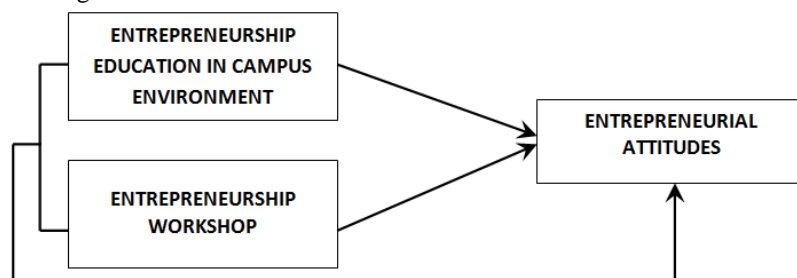 ENTREPRENEURSHIP
EDUCATION IN CAMPUS
ENVIRONMENT
ENTREPRENEURIAL
ATTITUDES
ENTREPRENEURSHIP
WORKSHOP